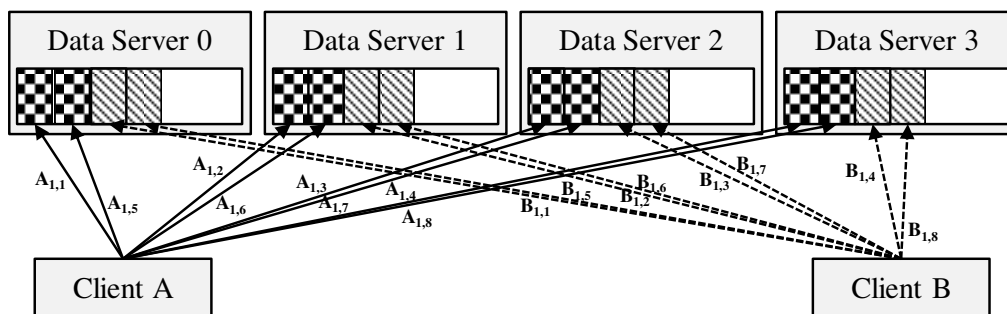 Data Server 0
Data Server 1
Data Server 2
Data Server 3
A1,1
A1,5
A1,2
A1,6
A1,3
A1,7
A1,4
A1,8
B1,1
B1,5
B1,2
B1,6
B1,3
B1,7
B1,4
B1,8
Client A
Client B